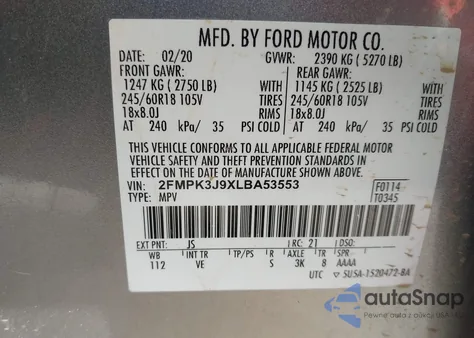 MFD. BY FORD MOTOR CO.
DATE: 02/20 GVWR: 2390 KG ( 5270 LB)
FRONT GAWR: REAR GAWR:
1247 KG ( 2750 LB) WITH 1145 KG ( 2525 LB) WITH
245/60R18 105V TIRES 245/60R18 105V TIRES
18x8.0J RIMS 18x8.0J RIMS
AT 240 kPa/ 35 PSI COLD AT 240 kPa/ 35 PSI COLD
THIS VEHICLE CONFORMS TO ALL APPLICABLE FEDERAL MOTOR
VEHICLE SAFETY AND THEFT PREVENTION STANDARDS IN
EFFECT ON THE DATE OF MANUFACTURE SHOWN ABOVE.
VIN: 2FMPK3J9XLBA53553 F0114
TYPE: MPV T0345
EXT PNT: JS RC: 21 DSO:
WB INT TR TP/PS R AXLE TR SPR
112 VE S 3K 8 AAAA
UTC ▽ 5U5A-1520472-BA
autoSnap
Pewne auto z aukcji USA i